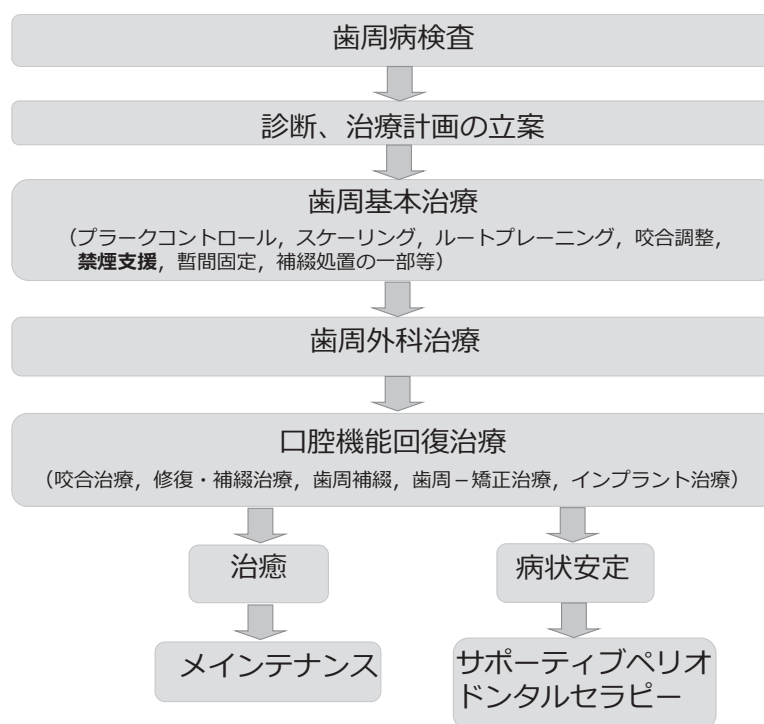 歯周病検査
診断、治療計画の立案
歯周基本治療
（プラークコントロール，スケーリング，ルートプレーニング，咬合調整，
禁煙支援，暫間固定，補綴処置の一部等）
歯周外科治療
口腔機能回復治療
（咬合治療，修復・補綴治療，歯周補綴，歯周－矯正治療，インプラント治療）
治癒
病状安定
メインテナンス
サポーティブペリオ
ドンタルセラピー